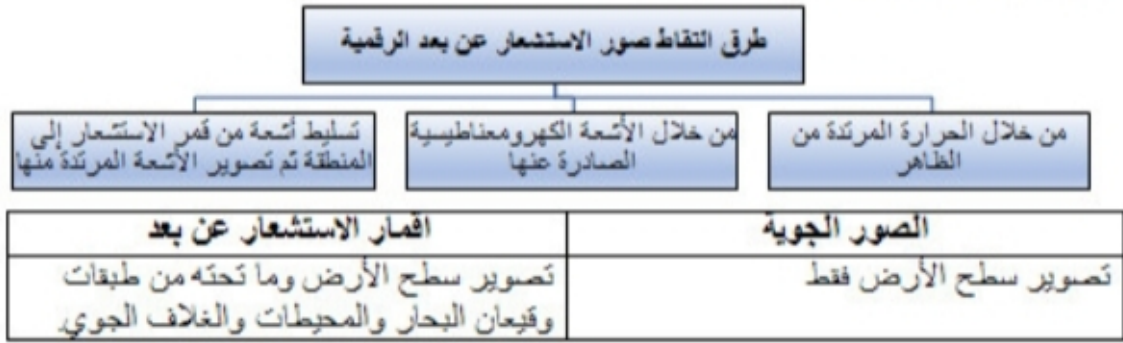 طرق التقاط صور الاستشعار عن بعد الرقمية
من خلال الحرارة المرتدة من
الظاهر
من خلال الأشعة الكهرومعناطيسية
الصادرة عنها
تسليط أشعة من قمر الاستشعار إلى
المنطقة ثم تصوير الأشعة المرتدة منها
الصور الجوية
اقمار الاستشعار عن بعد
تصوير سطح الأرض فقط
تصوير سطح الأرض وما تحته من طبقات
وقيعان البحار والمحيطات والغلاف الجوي